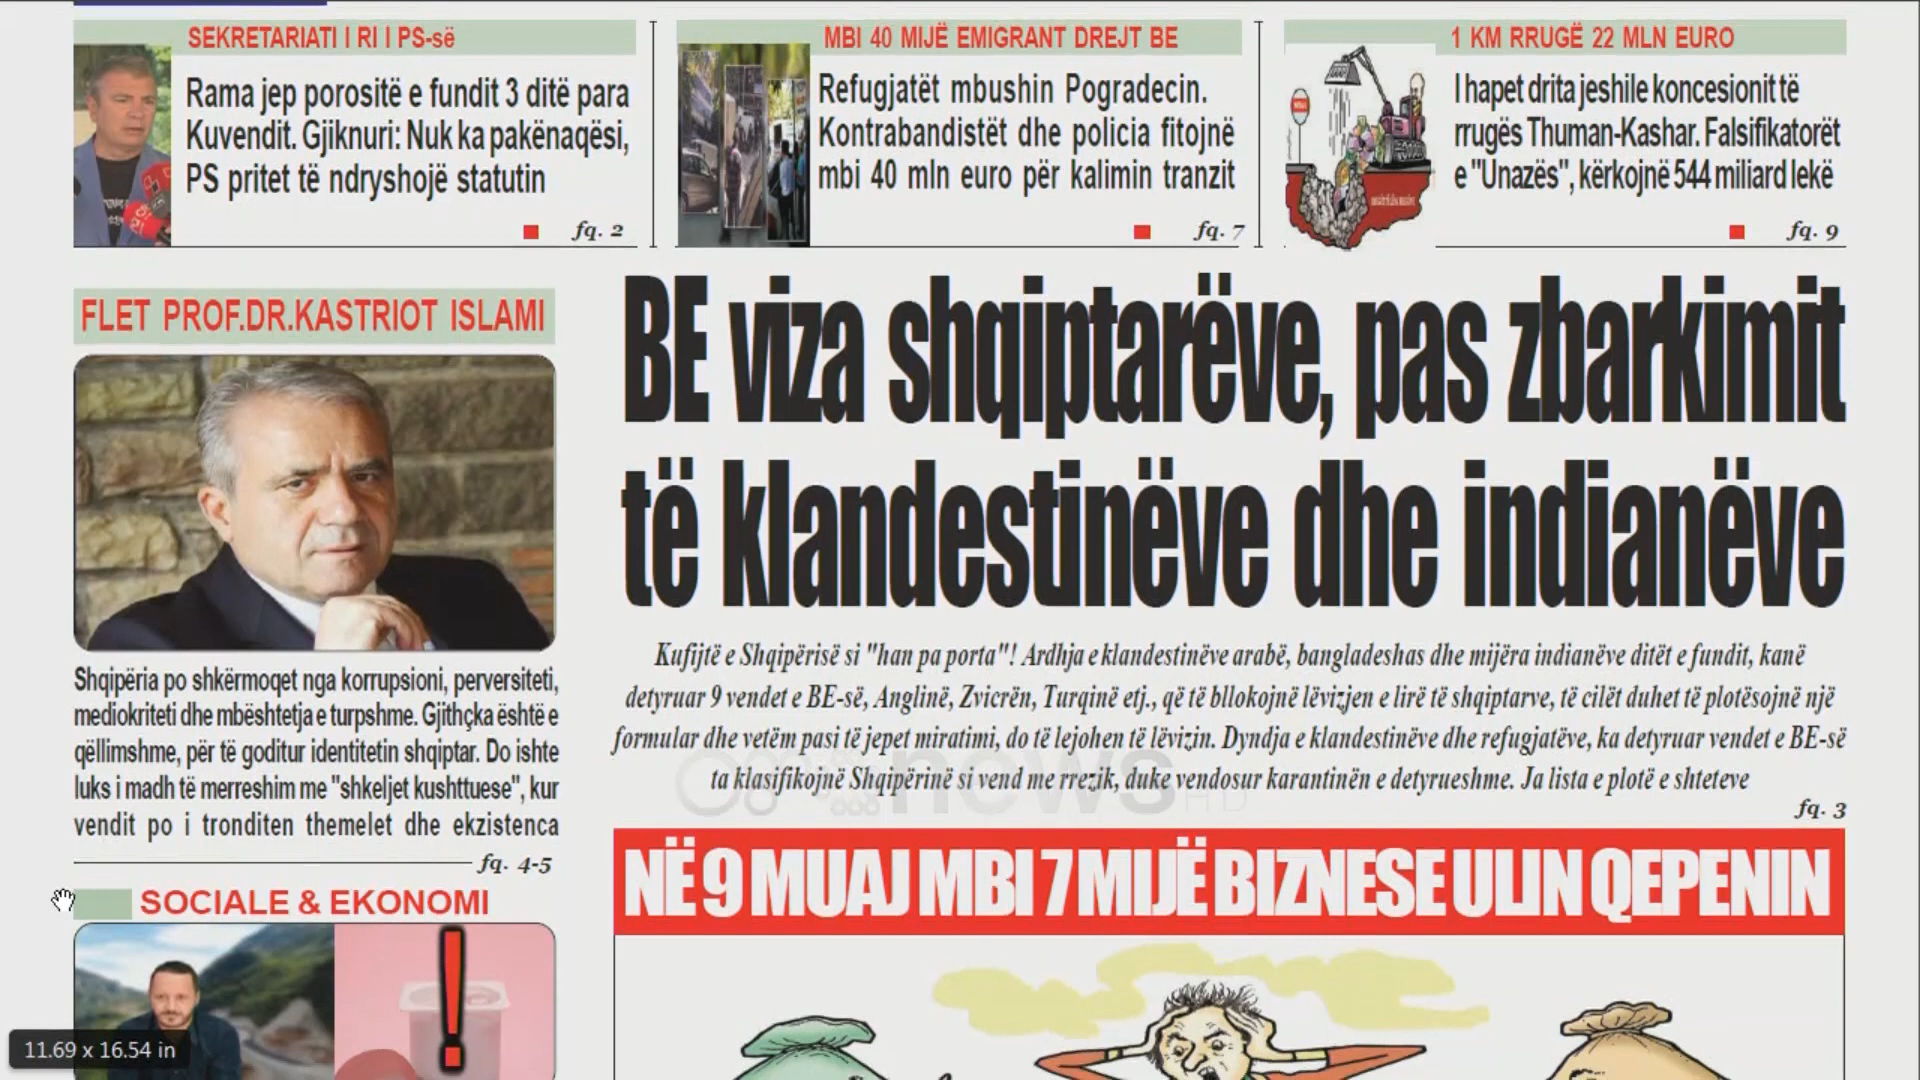 SEKRETARIATI I RI I PS-së
Rama jep porositë e fundit 3 ditë para
Kuvendit. Gjiknuri: Nuk ka pakënaqësi,
PS pritet të ndryshojë statutin
fq. 2
MBI 40 MIJË EMIGRANT DREJT BE
Refugjatët mbushin Pogradecin.
Kontrabandistët dhe policia fitojnë
mbi 40 mln euro për kalimin tranzit
fq. 7
1 KM RRUGË 22 MLN EURO
I hapet drita jeshile koncesionit të
rrugës Thuman-Kashar. Falsifikatorët
e "Unazës", kërkojnë 544 miliard lekë
fq. 9
FLET PROF.DR.KASTRIOT ISLAMI
Shqipëria po shkërmoqet nga korrupsioni, perversiteti,
mediokriteti dhe mbështetja e turpshme. Gjithçka është e
qëllimshme, për të goditur identitetin shqiptar. Do ishte
luks i madh të merreshim me "shkeljet kushttuese", kur
vendit po i tronditen themelet dhe ekzistenca
fq. 4-5
BE viza shqiptarëve, pas zbarkimit
të klandestinëve dhe indianëve
Kufijtë e Shqipërisë si "han pa porta"! Ardhja e klandestinëve arabë, bangladeshas dhe mijëra indianëve ditët e fundit, kanë
detyruar 9 vendet e BE-së, Anglinë, Zvicrën, Turqinë etj., që të bllokojnë lëvizjen e lirë të shqiptarve, të cilët duhet të plotësojnë një
formular dhe vetëm pasi të jepet miratimi, do të lejohen të lëvizin. Dyndja e klandestinëve dhe refugjatëve, ka detyruar vendet e BE-së
ta klasifikojnë Shqipërinë si vend me rrezik, duke vendosur karantinën e detyrueshme. Ja lista e plotë e shteteve
fq. 3
news HD
NË 9 MUAJ MBI 7 MIJË BIZNESE ULIN QEPENIN
SOCIALE & EKONOMI
11.69 x 16.54 in